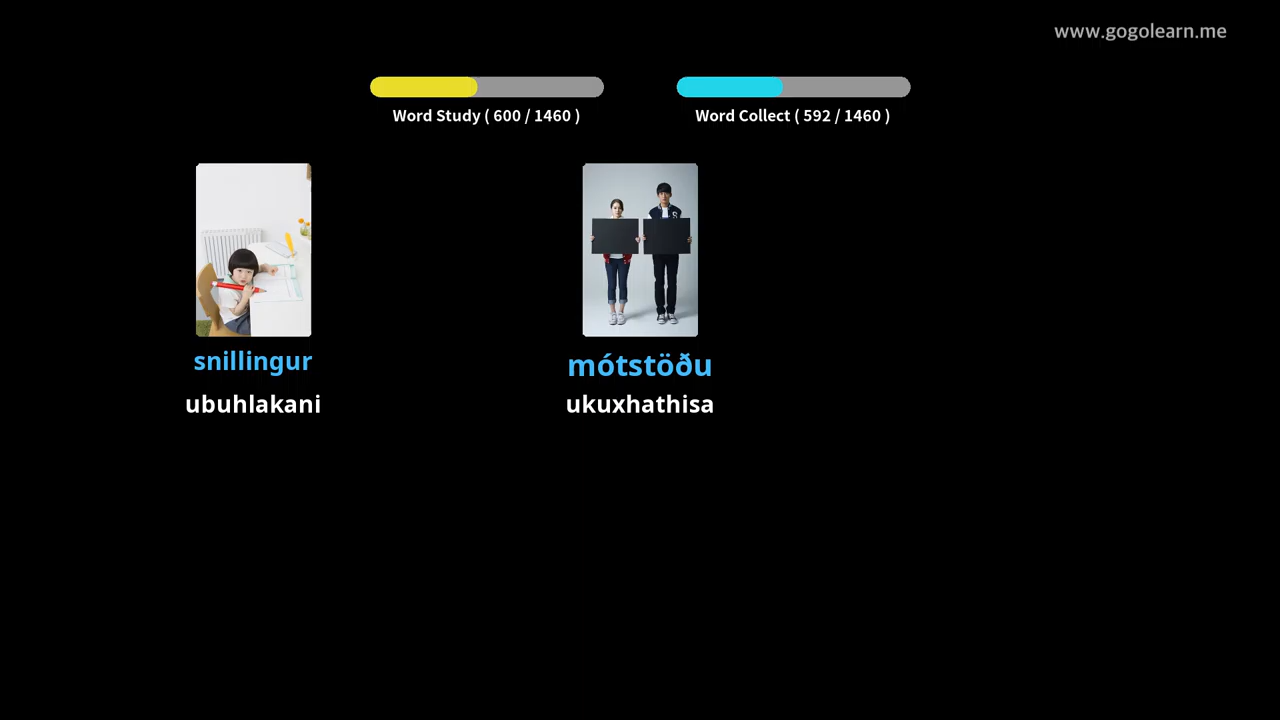 www.gogolearn.me
Word Study ( 600 / 1460 )
Word Collect ( 592 / 1460 )
snillingur
mótstöðu
ubuhlakani
ukuxhathisa